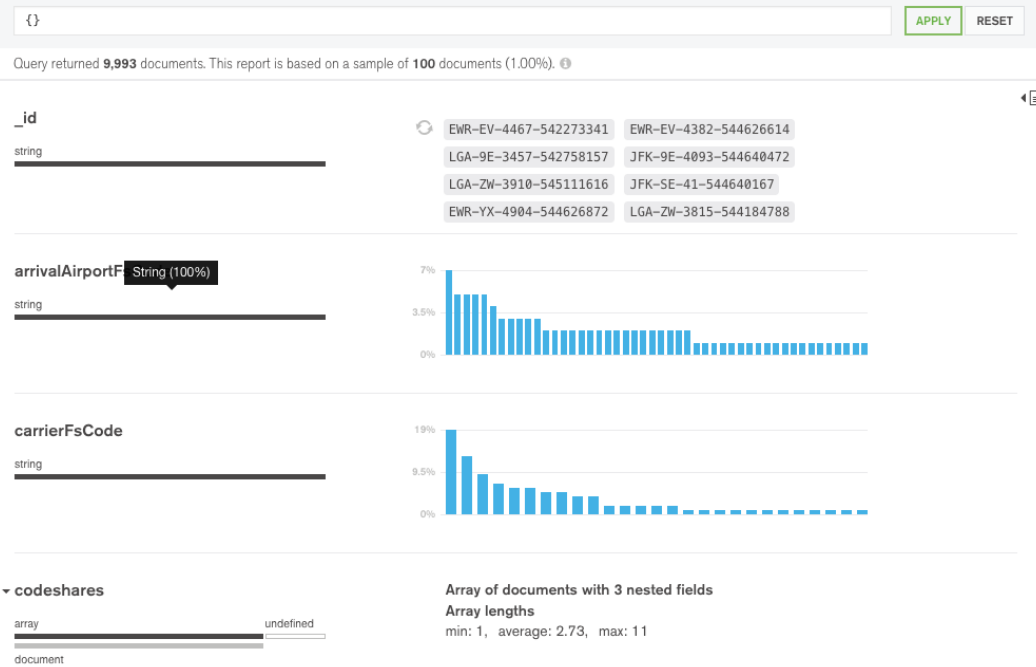 {}
APPLY
RESET
Query returned 9,993 documents. This report is based on a sample of 100 documents (1.00%).
_id
string
EWR-EV-4467-542273341 EWR-EV-4382-544626614
LGA-9E-3457-542758157 JFK-9E-4093-544640472
LGA-ZW-3910-545111616 JFK-SE-41-544640167
EWR-YX-4904-544626872 LGA-ZW-3815-544184788
arrivalAirportF
String (100%)
string
7%
3.5%
0%
carrierFsCode
string
19%
9.5%
0%
codeshares
array undefined
document
Array of documents with 3 nested fields
Array lengths
min: 1, average: 2.73, max: 11